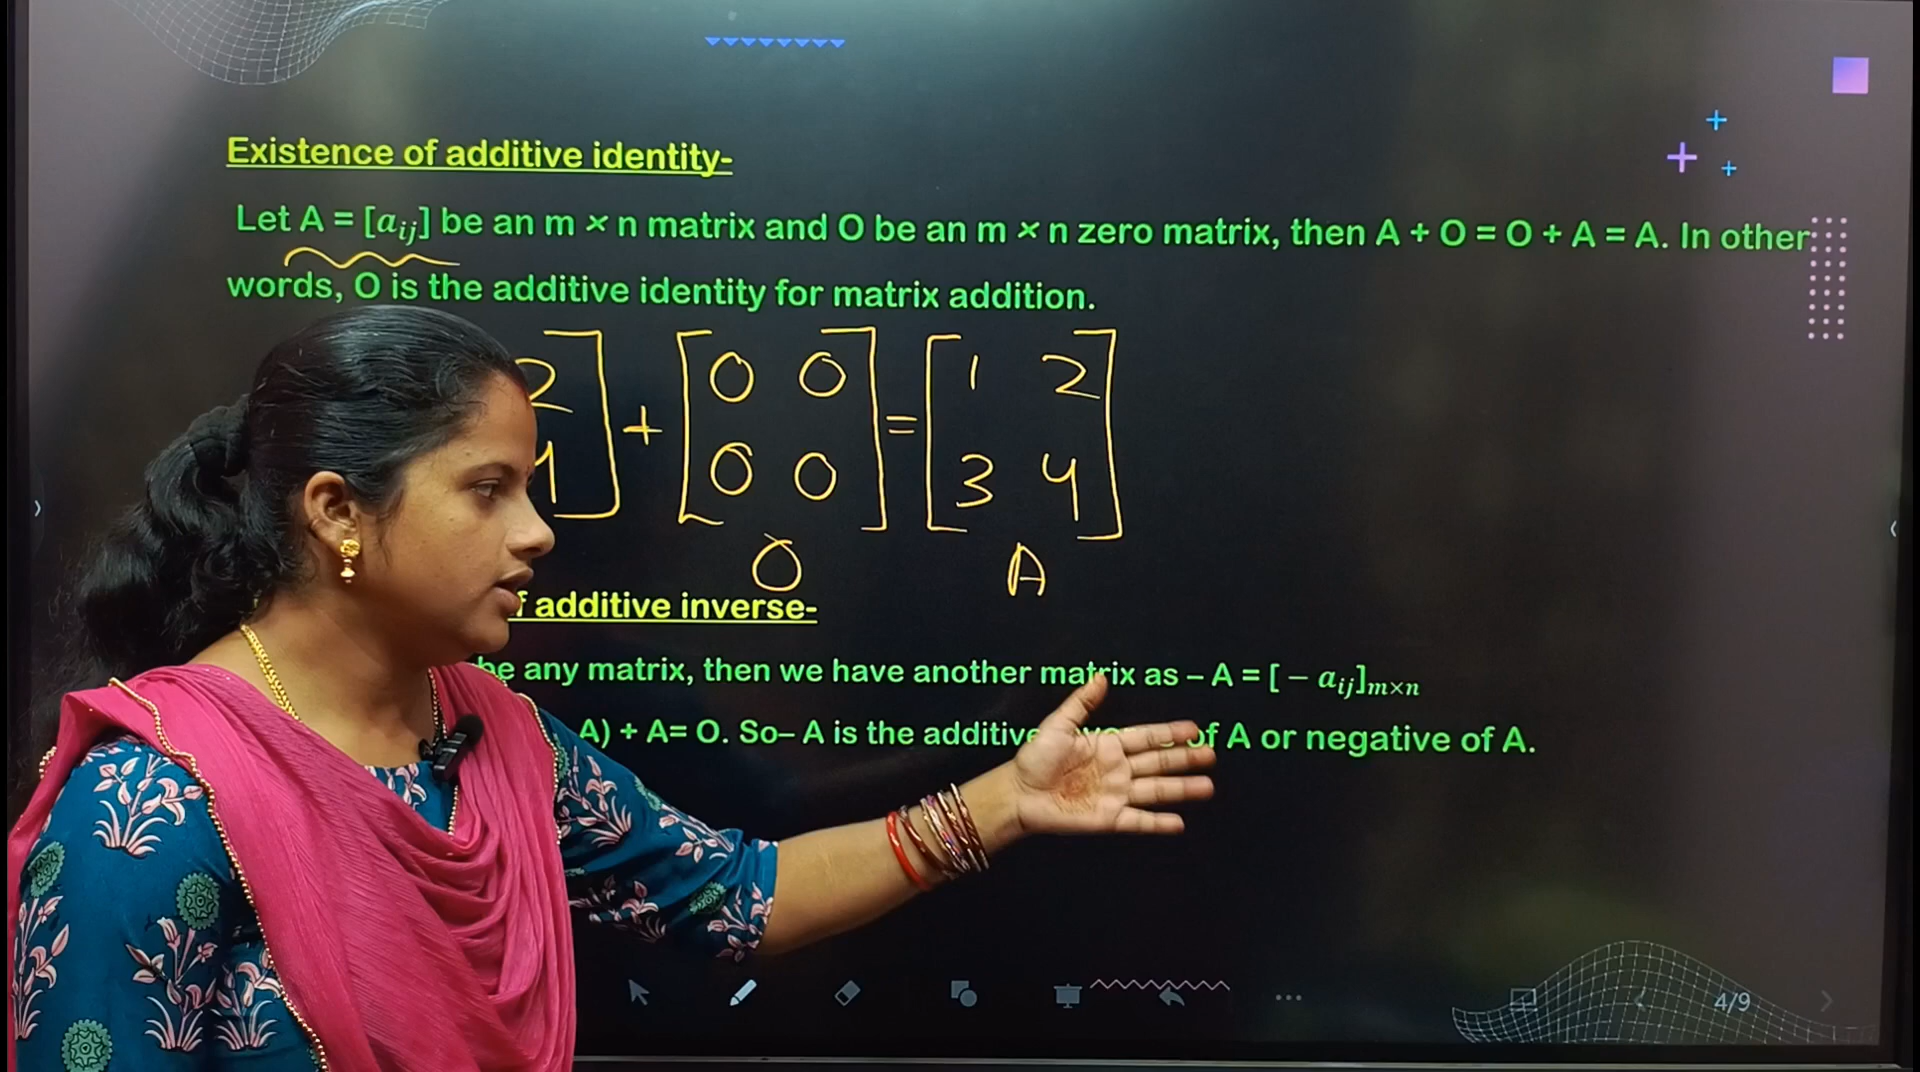 Existence of additive identity-
Let A = [aᵢⱼ] be an m × n matrix and O be an m × n zero matrix, then A + O = O + A = A. In other
words, O is the additive identity for matrix addition.
2] + [0 0] = [1 2]
4] [0 0] [3 4]
O A
f additive inverse-
be any matrix, then we have another matrix as – A = [ – aᵢⱼ]ₘ×ₙ
A) + A= O. So– A is the additive of A or negative of A.
4/9